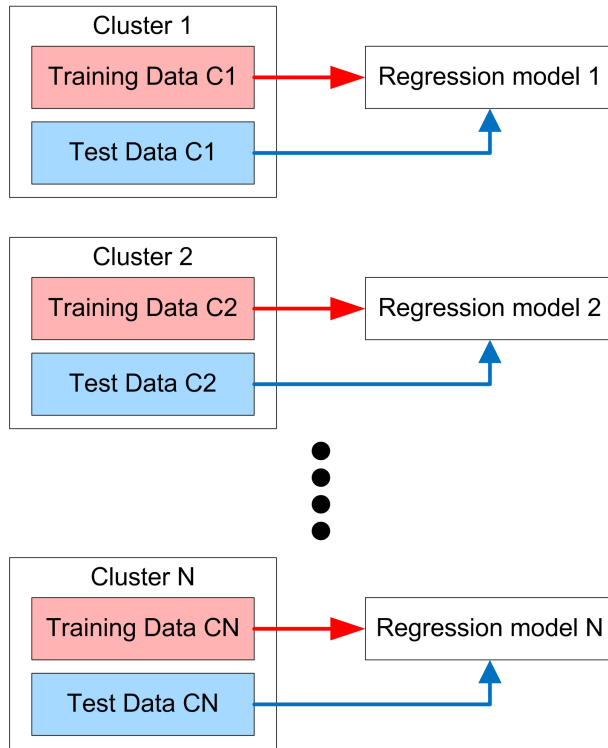 Cluster 1
Training Data C1
Regression model 1
Test Data C1
Cluster 2
Training Data C2
Regression model 2
Test Data C2
Cluster N
Training Data CN
Regression model N
Test Data CN